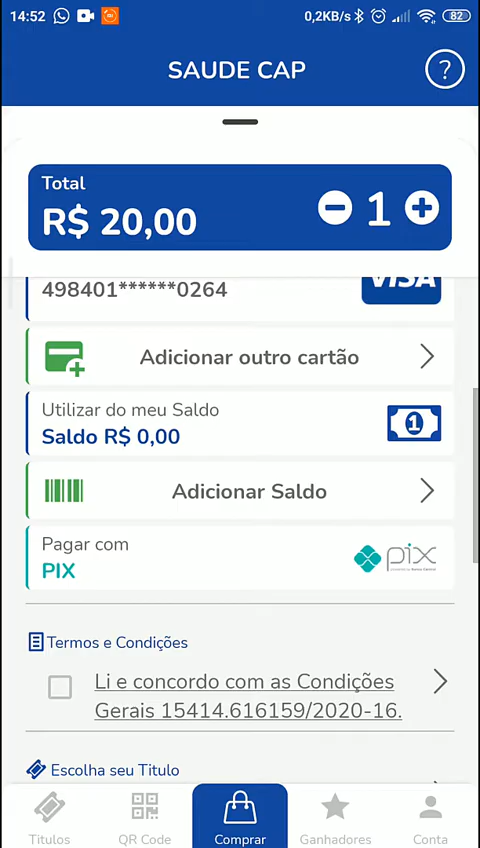 14:52 0,2KB/s 82
SAUDE CAP ?
Total
R$ 20,00 1
498401******0264 VISA
Adicionar outro cartão
Utilizar do meu Saldo
Saldo R$ 0,00 1
Adicionar Saldo
Pagar com
PIX
pix
Termos e Condições
Li e concordo com as Condições
Gerais 15414.616159/2020-16.
Escolha seu Titulo
Titulos QR Code Comprar Ganhadores Conta